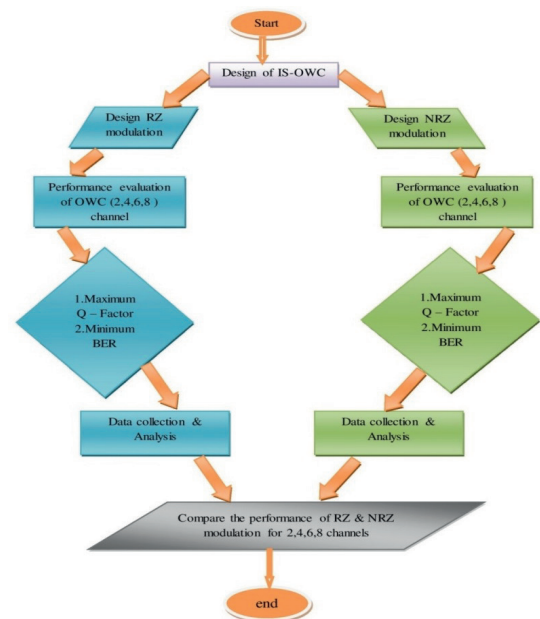 Start
Design of IS-OWC
Design RZ
modulation
Design NRZ
modulation
Performance evaluation
of OWC (2,4,6,8 )
channel
Performance evaluation
of OWC (2,4,6,8 )
channel
1.Maximum
Q – Factor
2.Minimum
BER
1.Maximum
Q – Factor
2.Minimum
BER
Data collection &
Analysis
Data collection &
Analysis
Compare the performance of RZ & NRZ
modulation for 2,4,6,8 channels
end